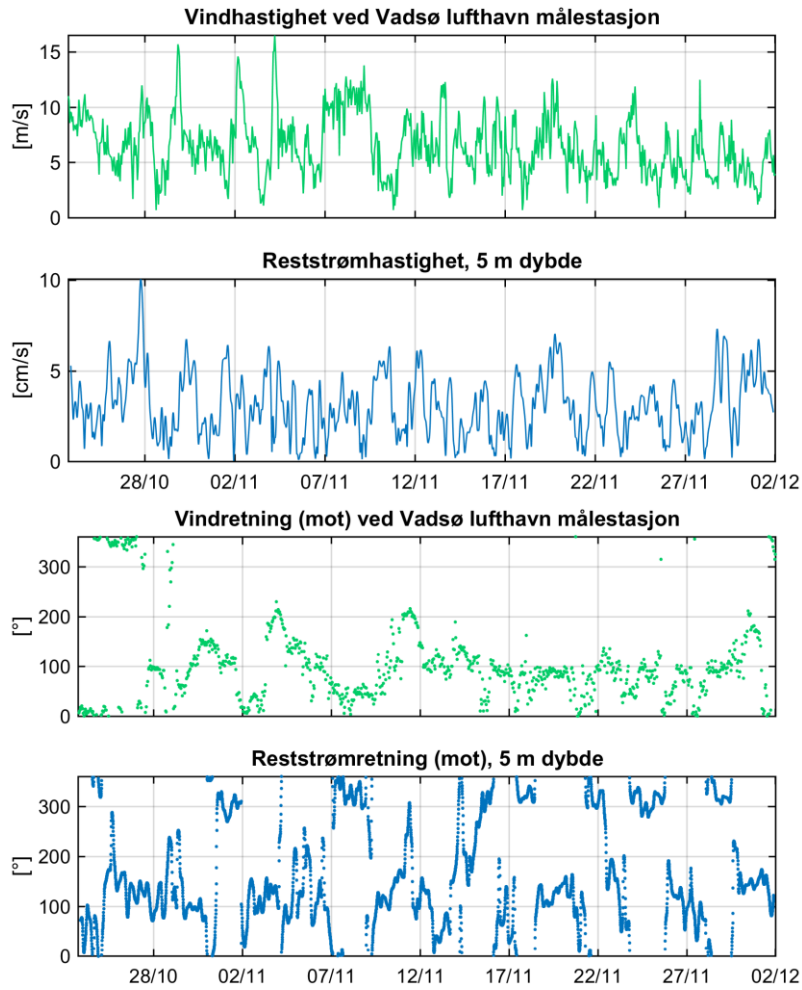 Vindhastighet ved Vadsø lufthavn målestasjon
15
10
5
0
[m/s]
Reststrømhastighet, 5 m dybde
10
5
0
[cm/s]
28/10 02/11 07/11 12/11 17/11 22/11 27/11 02/12
Vindretning (mot) ved Vadsø lufthavn målestasjon
300
200
100
0
[°]
Reststrømretning (mot), 5 m dybde
300
200
100
0
[°]
28/10 02/11 07/11 12/11 17/11 22/11 27/11 02/12